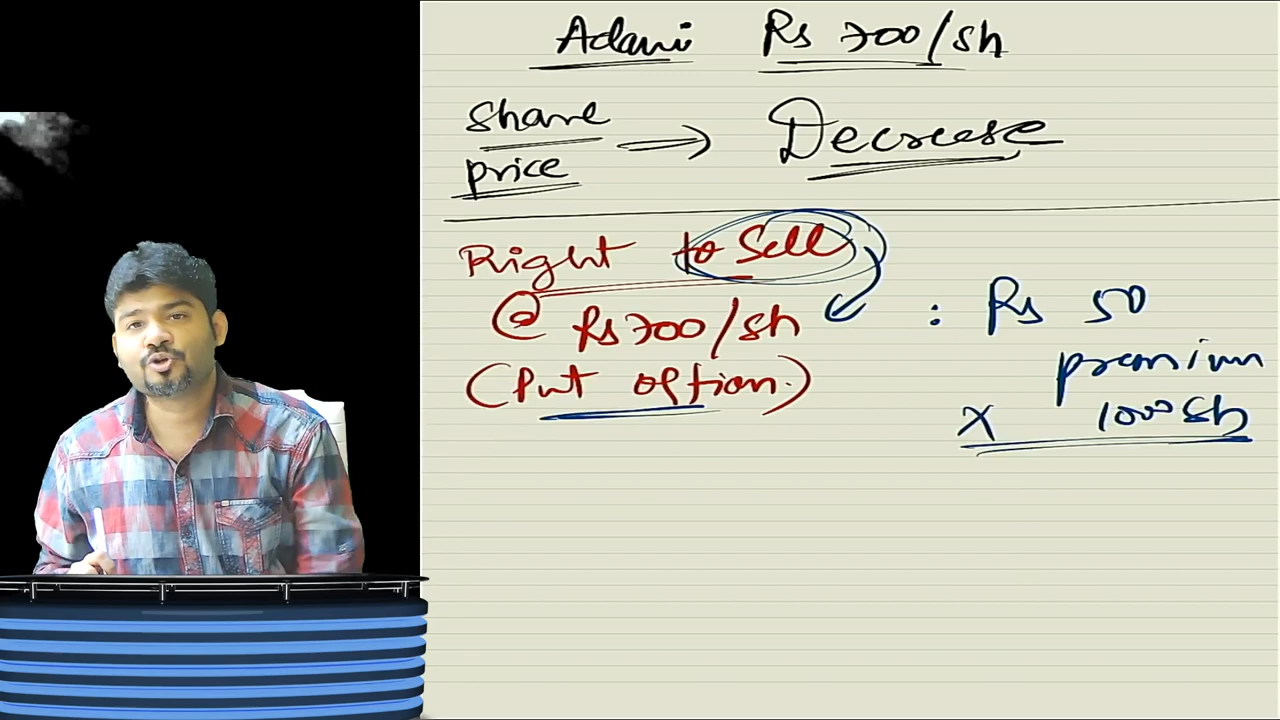 Adani Rs 700/sh
Share
price ⇒ Decrease
Right to Sell
@ Rs 700/sh : Rs 50
premium
(Put option.)
X 1000 sh